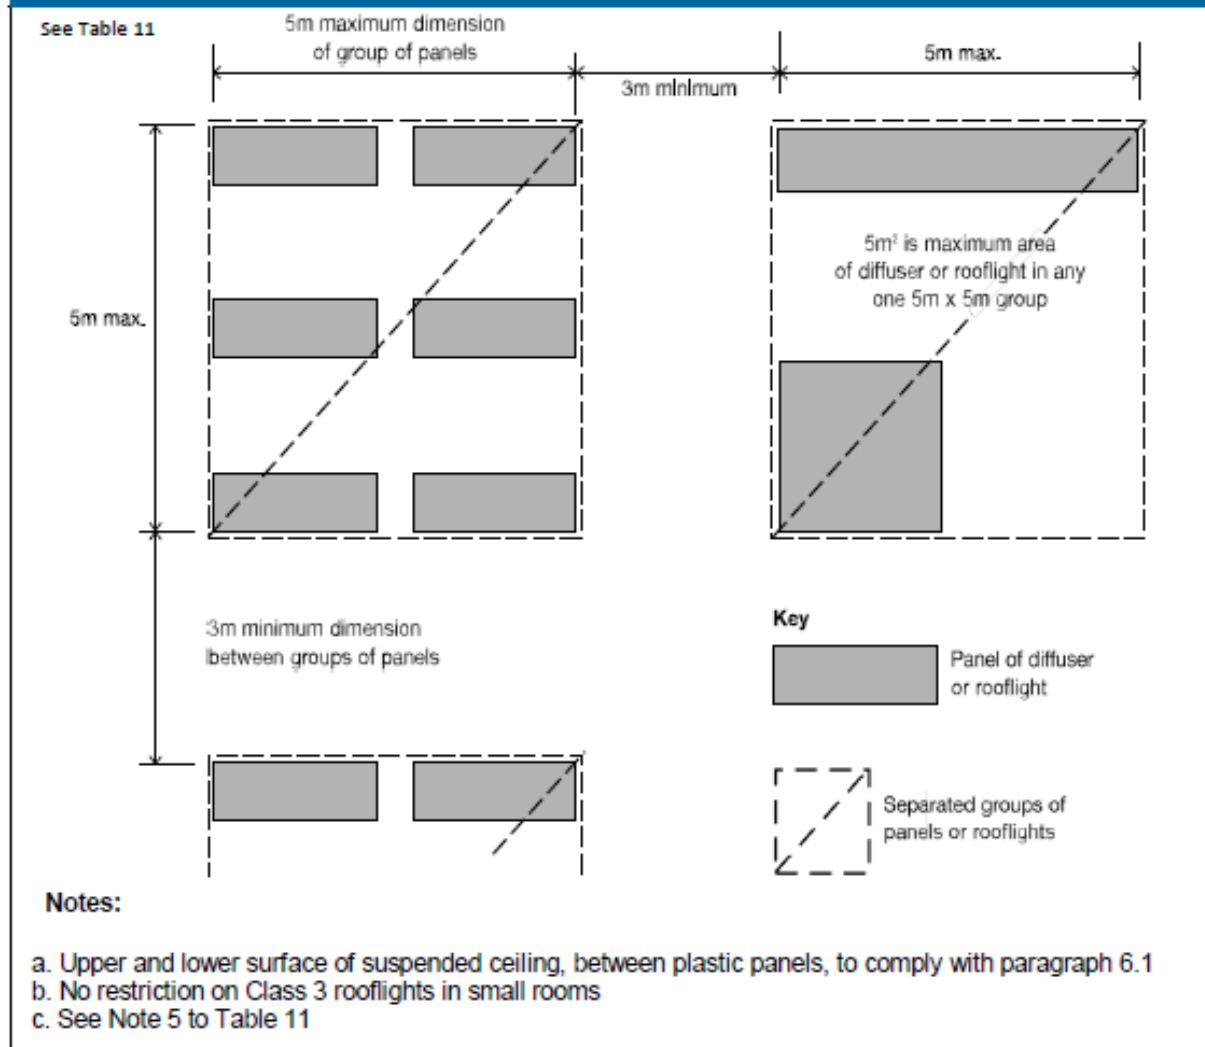 See Table 11
5m maximum dimension
of group of panels
5m max.
3m minimum
5m² is maximum area
of diffuser or rooflight in any
one 5m x 5m group
5m max.
3m minimum dimension
between groups of panels
Key
Panel of diffuser
or rooflight
Separated groups of
panels or rooflights
Notes:
a. Upper and lower surface of suspended ceiling, between plastic panels, to comply with paragraph 6.1
b. No restriction on Class 3 rooflights in small rooms
c. See Note 5 to Table 11